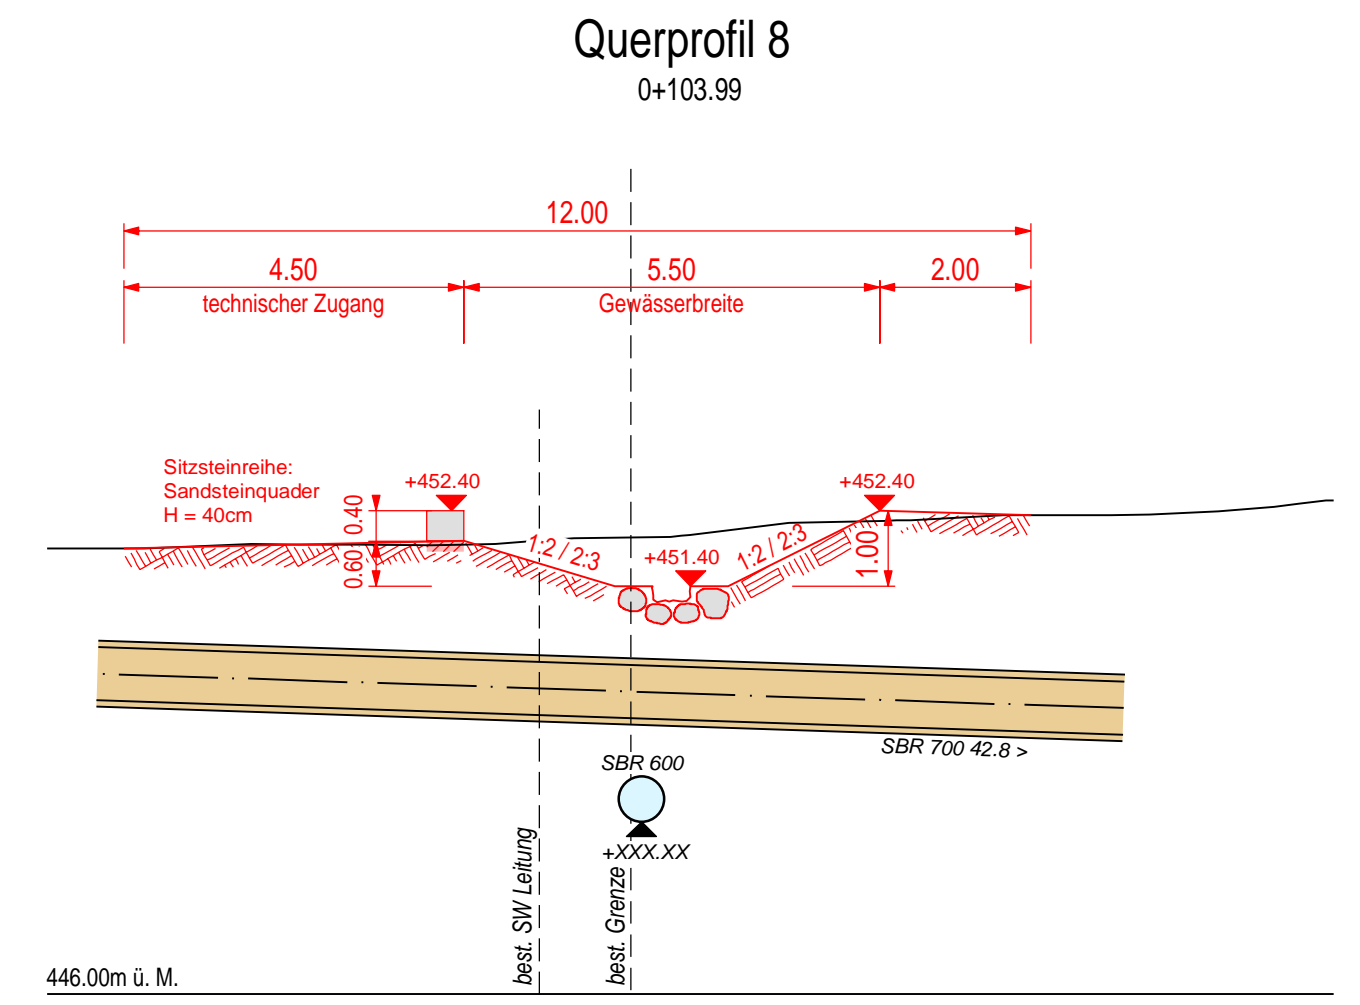 Querprofil 8
0+103.99
12.00
4.50
5.50
2.00
technischer Zugang
Gewässerbreite
Sitzsteinreihe:
Sandsteinquader
H = 40cm
+452.40
+452.40
0.40
0.60
1:2 / 2:3
+451.40
1:2 / 2:3
1.00
SBR 700 42.8 >
SBR 600
+XXX.XX
best. SW Leitung
best. Grenze
446.00m ü. M.